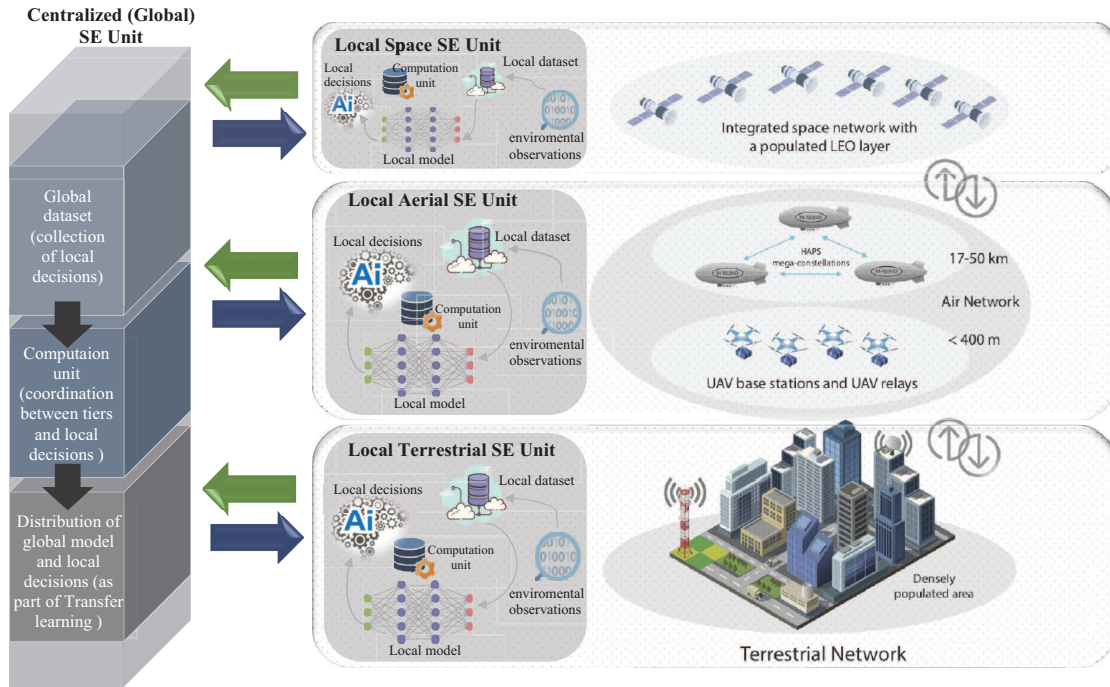 Centralized (Global)
SE Unit
Global
dataset
(collection
of local
decisions)
Computaion
unit
(coordination
between tiers
and local
decisions )
Distribution of
global model
and local
decisions (as
part of Transfer
learning )
Local Space SE Unit
Local
decisions
Computation
unit
Local dataset
Ai
Local model
enviromental
observations
Integrated space network with
a populated LEO layer
Local Aerial SE Unit
Local decisions
Local dataset
Ai
Computation
unit
enviromental
observations
Local model
HAPS
mega-constellations
17-50 km
Air Network
< 400 m
UAV base stations and UAV relays
Local Terrestrial SE Unit
Local decisions
Local dataset
Ai
Computation
unit
enviromental
observations
Local model
Densely
populated area
Terrestrial Network